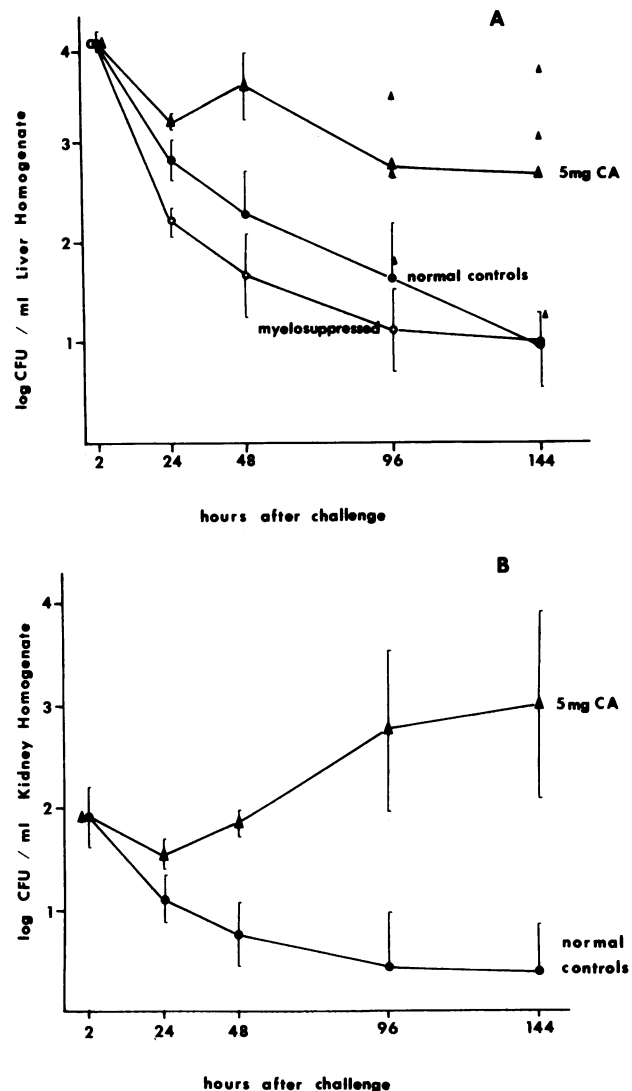 A
log CFU / ml Liver Homogenate
4
3
2
1
5mg CA
normal controls
myelosuppressed
2 24 48 96 144
hours after challenge
B
log CFU / ml Kidney Homogenate
4
3
2
1
5mg CA
normal
controls
2 24 48 96 144
hours after challenge